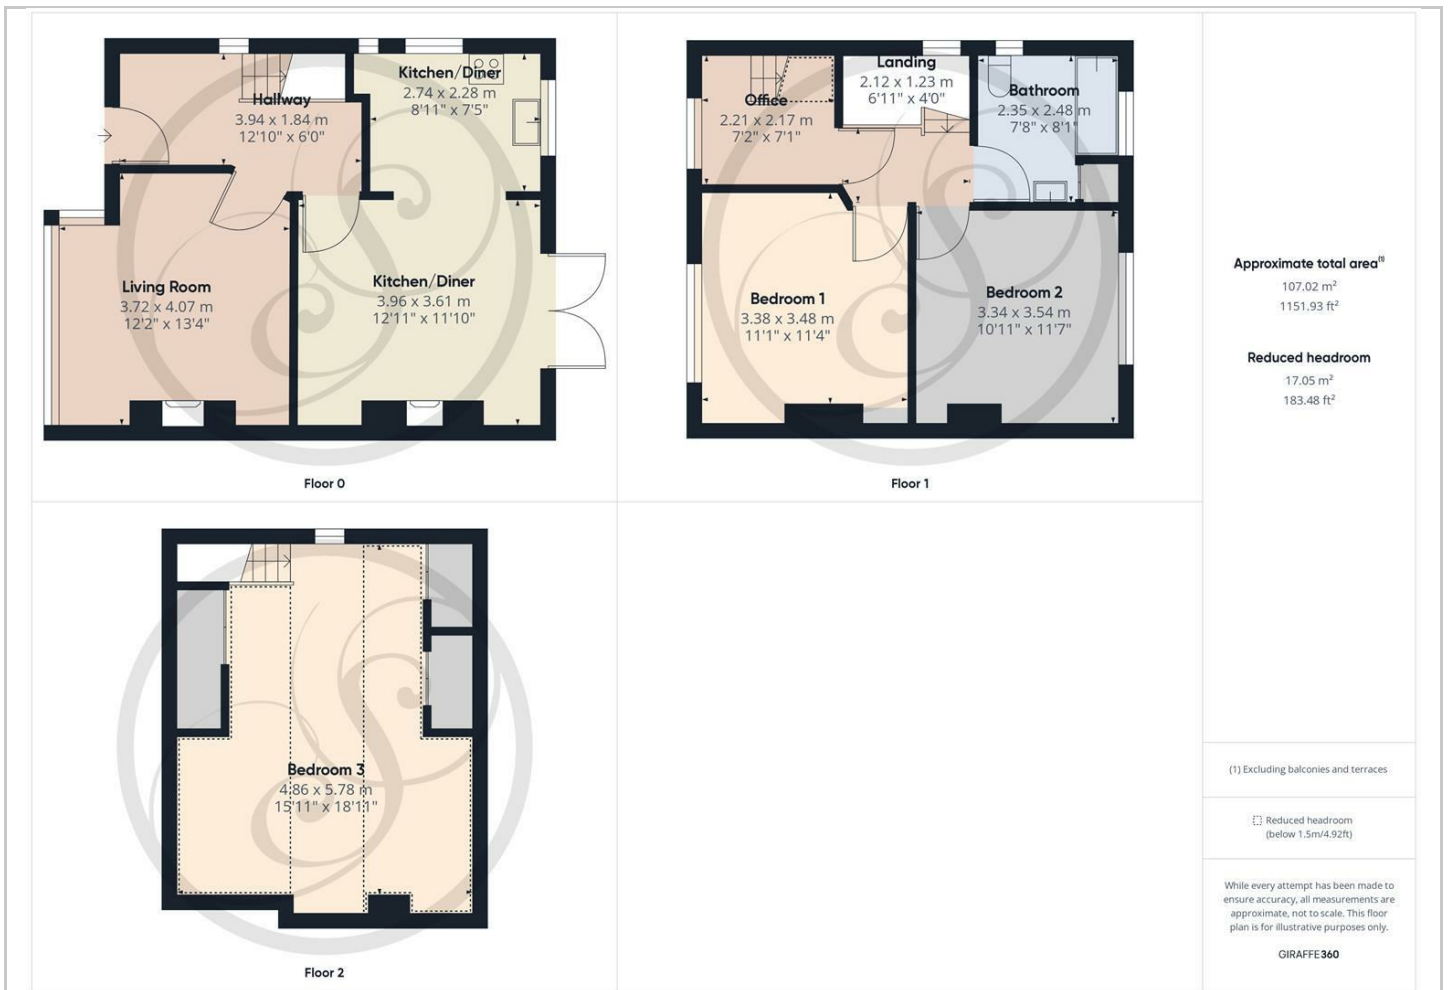 Hallway
3.94 x 1.84 m
12'10" x 6'0"
Kitchen/Diner
2.74 x 2.28 m
8'11" x 7'5"
Living Room
3.72 x 4.07 m
12'2" x 13'4"
Kitchen/Diner
3.96 x 3.61 m
12'11" x 11'10"
Floor 0
Office
2.21 x 2.17 m
7'2" x 7'1"
Landing
2.12 x 1.23 m
6'11" x 4'0"
Bathroom
2.35 x 2.48 m
7'8" x 8'1"
Bedroom 1
3.38 x 3.48 m
11'1" x 11'4"
Bedroom 2
3.34 x 3.54 m
10'11" x 11'7"
Floor 1
Bedroom 3
4.86 x 5.78 m
15'11" x 18'11"
Floor 2
Approximate total area(1)
107.02 m²
1151.93 ft²
Reduced headroom
17.05 m²
183.48 ft²
(1) Excluding balconies and terraces
Reduced headroom
(below 1.5m/4.92ft)
While every attempt has been made to
ensure accuracy, all measurements are
approximate, not to scale. This floor
plan is for illustrative purposes only.
GIRAFFE360